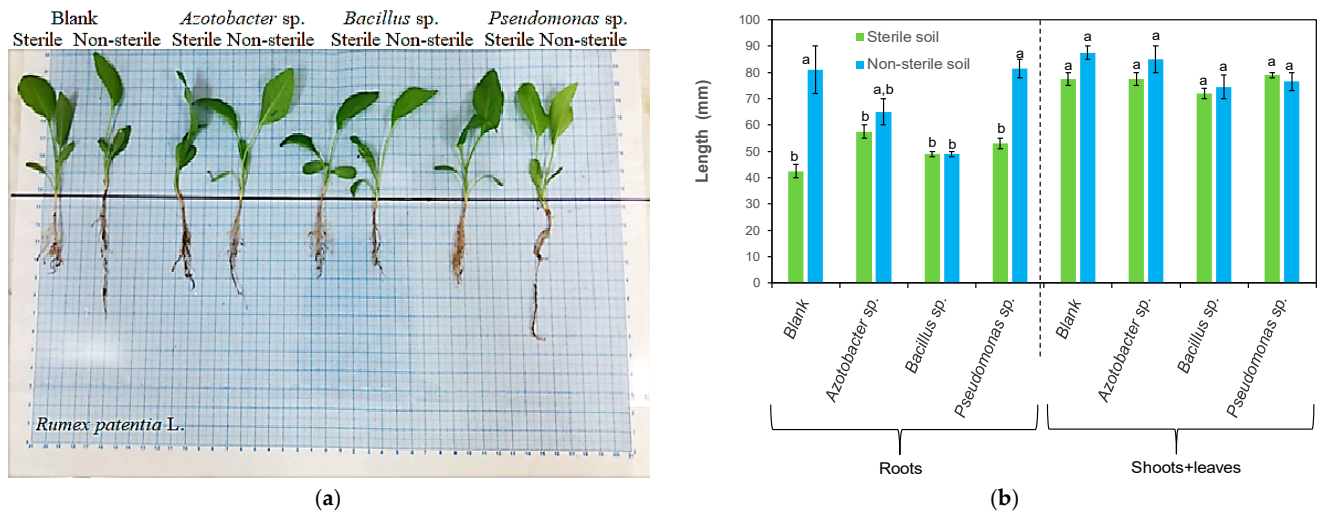 Blank Azotobacter sp. Bacillus sp. Pseudomonas sp.
Sterile Non-sterile Sterile Non-sterile Sterile Non-sterile Sterile Non-sterile
Rumex patentia L.
(a)
Length (mm)
100
90
80
70
60
50
40
30
20
10
0
Sterile soil
Non-sterile soil
b a b a,b b b b a a a a a a a a a
Blank
Azotobacter sp.
Bacillus sp.
Pseudomonas sp.
Blank
Azotobacter sp.
Bacillus sp.
Pseudomonas sp.
Roots Shoots+leaves
(b)